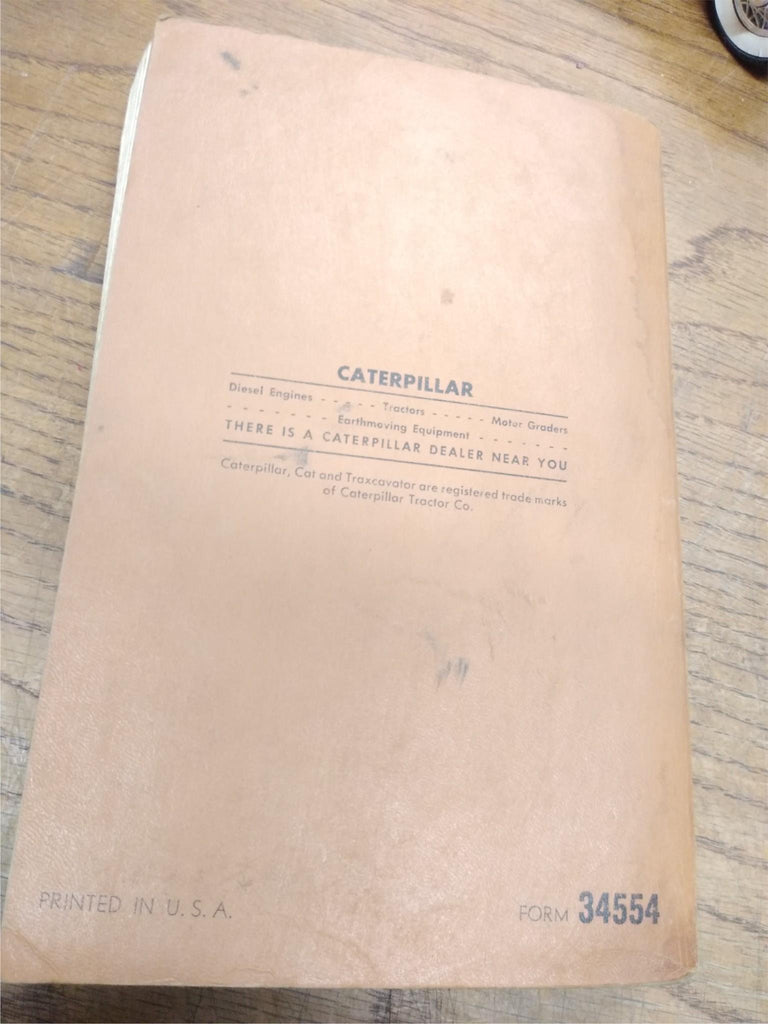 CATERPILLAR
Diesel Engines - - - - - Tractors - - - - - Motor Graders
- - - - - - - Earthmoving Equipment - - - - - - -
THERE IS A CATERPILLAR DEALER NEAR YOU
Caterpillar, Cat and Traxcavator are registered trade marks
of Caterpillar Tractor Co.
PRINTED IN U. S. A.
FORM 34554